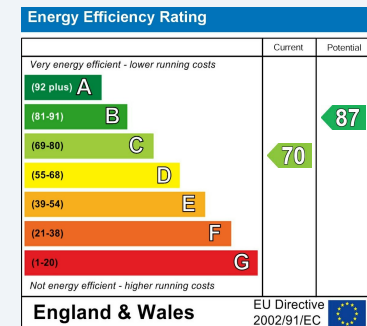 Energy Efficiency Rating
Current Potential
Very energy efficient - lower running costs
(92 plus) A
(81-91) B
87
(69-80) C
70
(55-68) D
(39-54) E
(21-38) F
(1-20) G
Not energy efficient - higher running costs
England & Wales
EU Directive
2002/91/EC